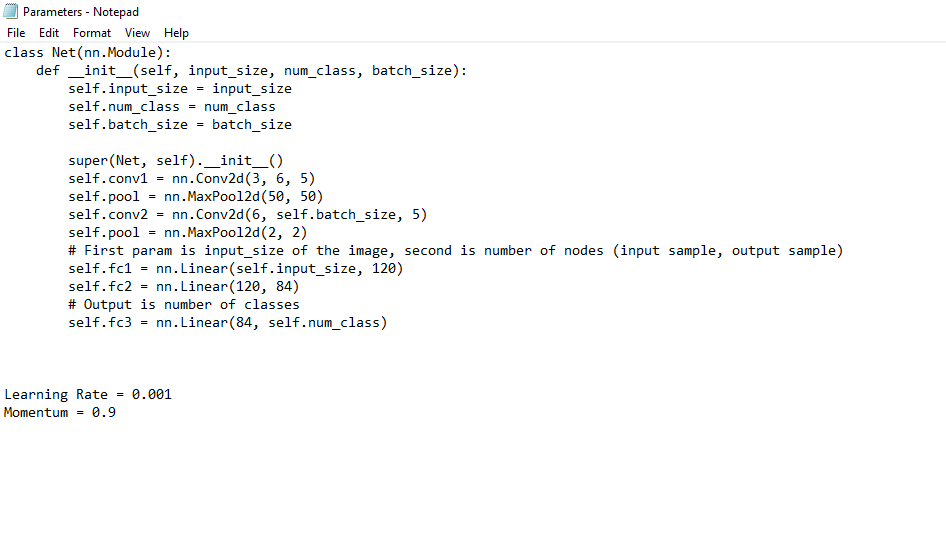 Parameters - Notepad
File Edit Format View Help
class Net(nn.Module):
    def __init__(self, input_size, num_class, batch_size):
        self.input_size = input_size
        self.num_class = num_class
        self.batch_size = batch_size

        super(Net, self).__init__()
        self.conv1 = nn.Conv2d(3, 6, 5)
        self.pool = nn.MaxPool2d(50, 50)
        self.conv2 = nn.Conv2d(6, self.batch_size, 5)
        self.pool = nn.MaxPool2d(2, 2)
        # First param is input_size of the image, second is number of nodes (input sample, output sample)
        self.fc1 = nn.Linear(self.input_size, 120)
        self.fc2 = nn.Linear(120, 84)
        # Output is number of classes
        self.fc3 = nn.Linear(84, self.num_class)

Learning Rate = 0.001
Momentum = 0.9